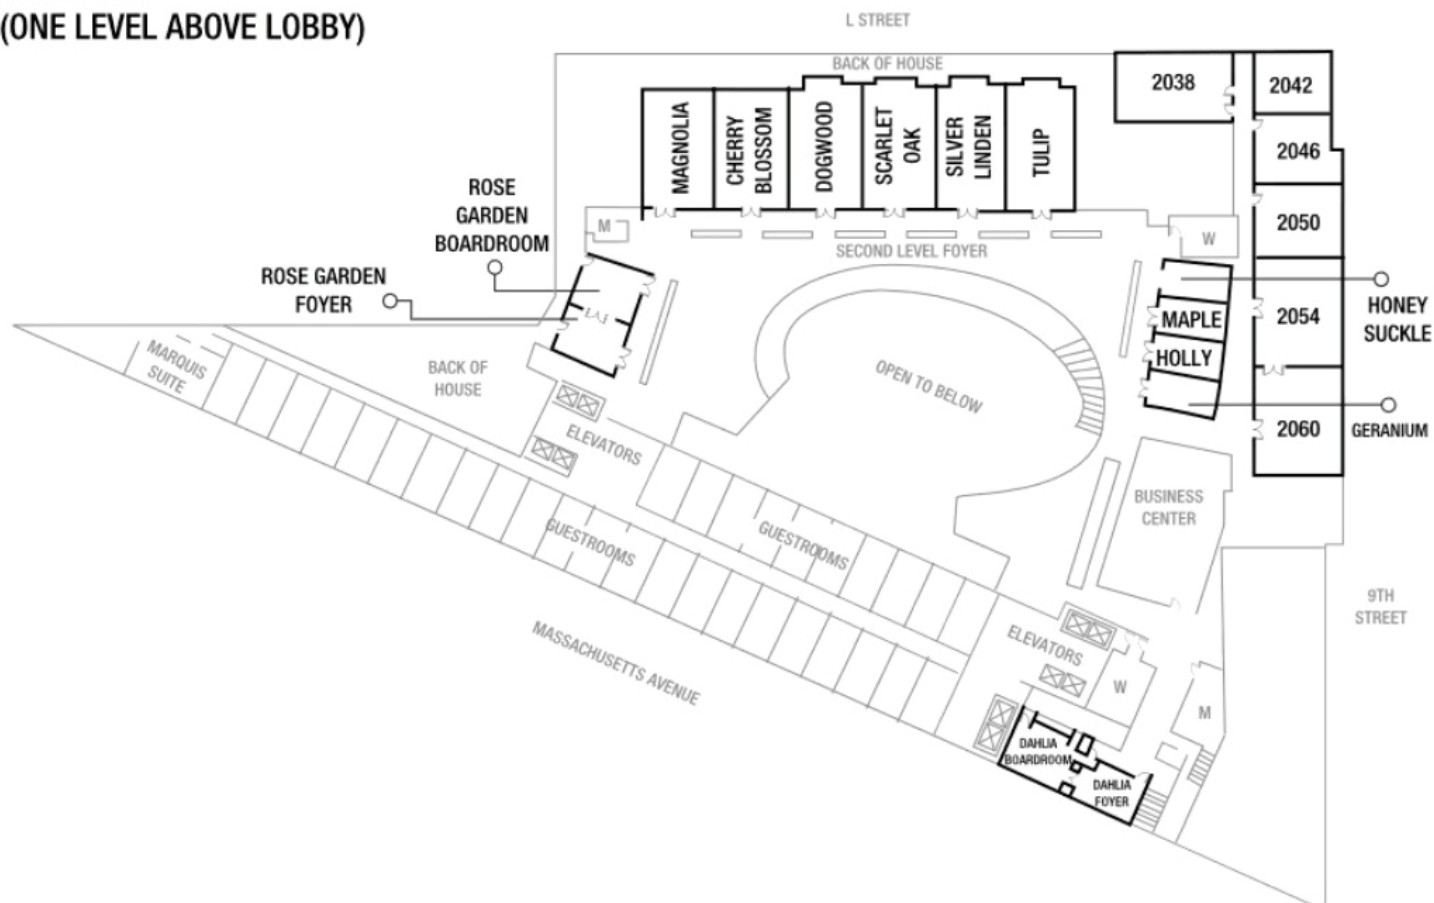 (ONE LEVEL ABOVE LOBBY)
L STREET
BACK OF HOUSE
2038
2042
MAGNOLIA
CHERRY
BLOSSOM
DOGWOOD
SCARLET
OAK
SILVER
LINDEN
TULIP
2046
ROSE
GARDEN
BOARDROOM
M
SECOND LEVEL FOYER
W
2050
ROSE GARDEN
FOYER
HONEY
SUCKLE
MAPLE
2054
HOLLY
MARQUIS
SUITE
BACK OF
HOUSE
OPEN TO BELOW
GERANIUM
2060
ELEVATORS
BUSINESS
CENTER
GUESTROOMS
GUESTROOMS
9TH
STREET
MASSACHUSETTS AVENUE
ELEVATORS
W
M
DAHLIA
BOARDROOM
DAHLIA
FOYER